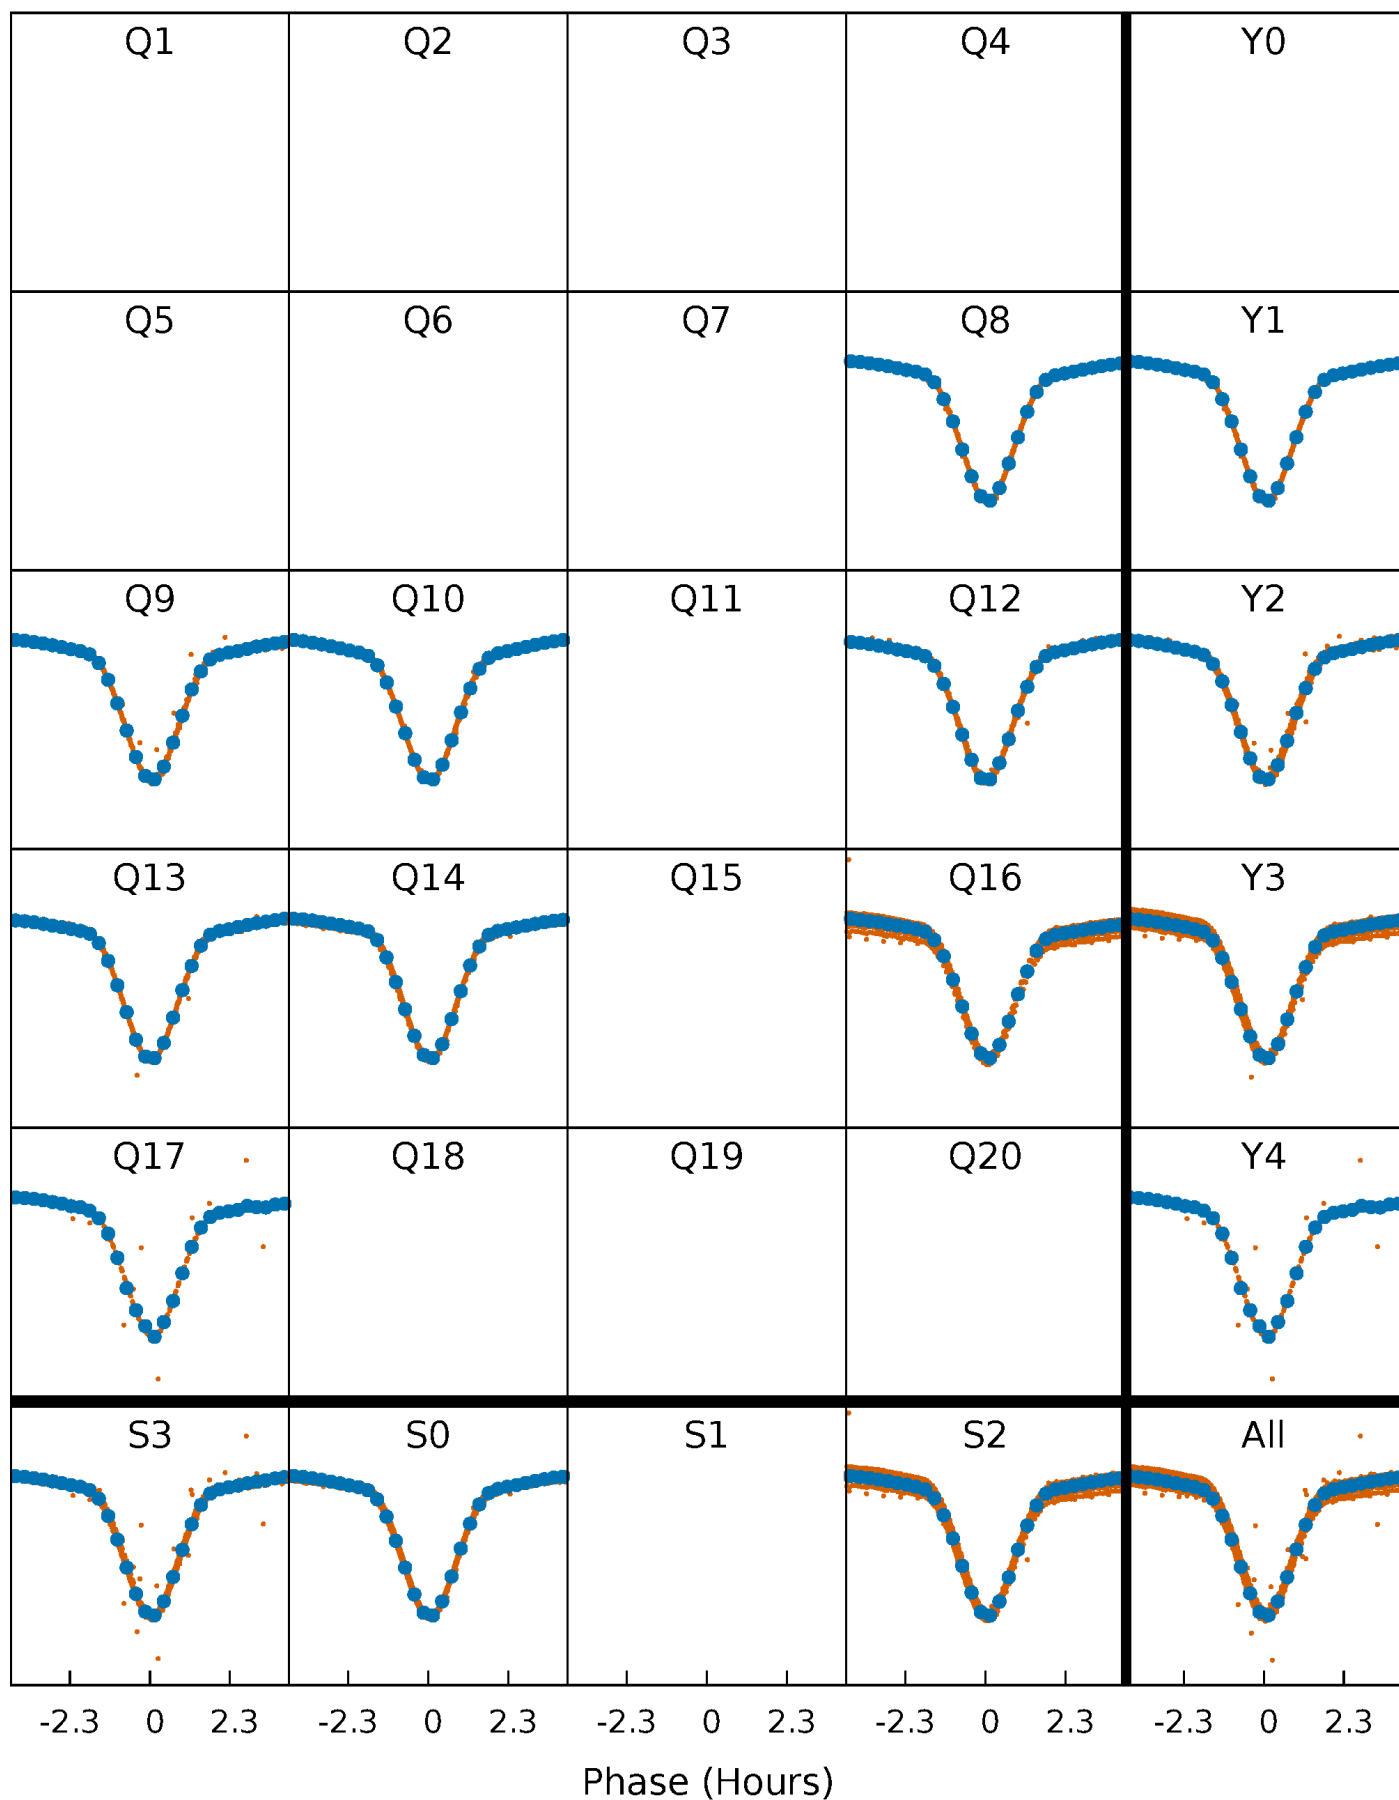 Q1 Q2 Q3 Q4 Y0
Q5 Q6 Q7 Q8 Y1
Q9 Q10 Q11 Q12 Y2
Q13 Q14 Q15 Q16 Y3
Q17 Q18 Q19 Q20 Y4
S3 S0 S1 S2 All
-2.3 0 2.3 -2.3 0 2.3 -2.3 0 2.3 -2.3 0 2.3 -2.3 0 2.3
Phase (Hours)